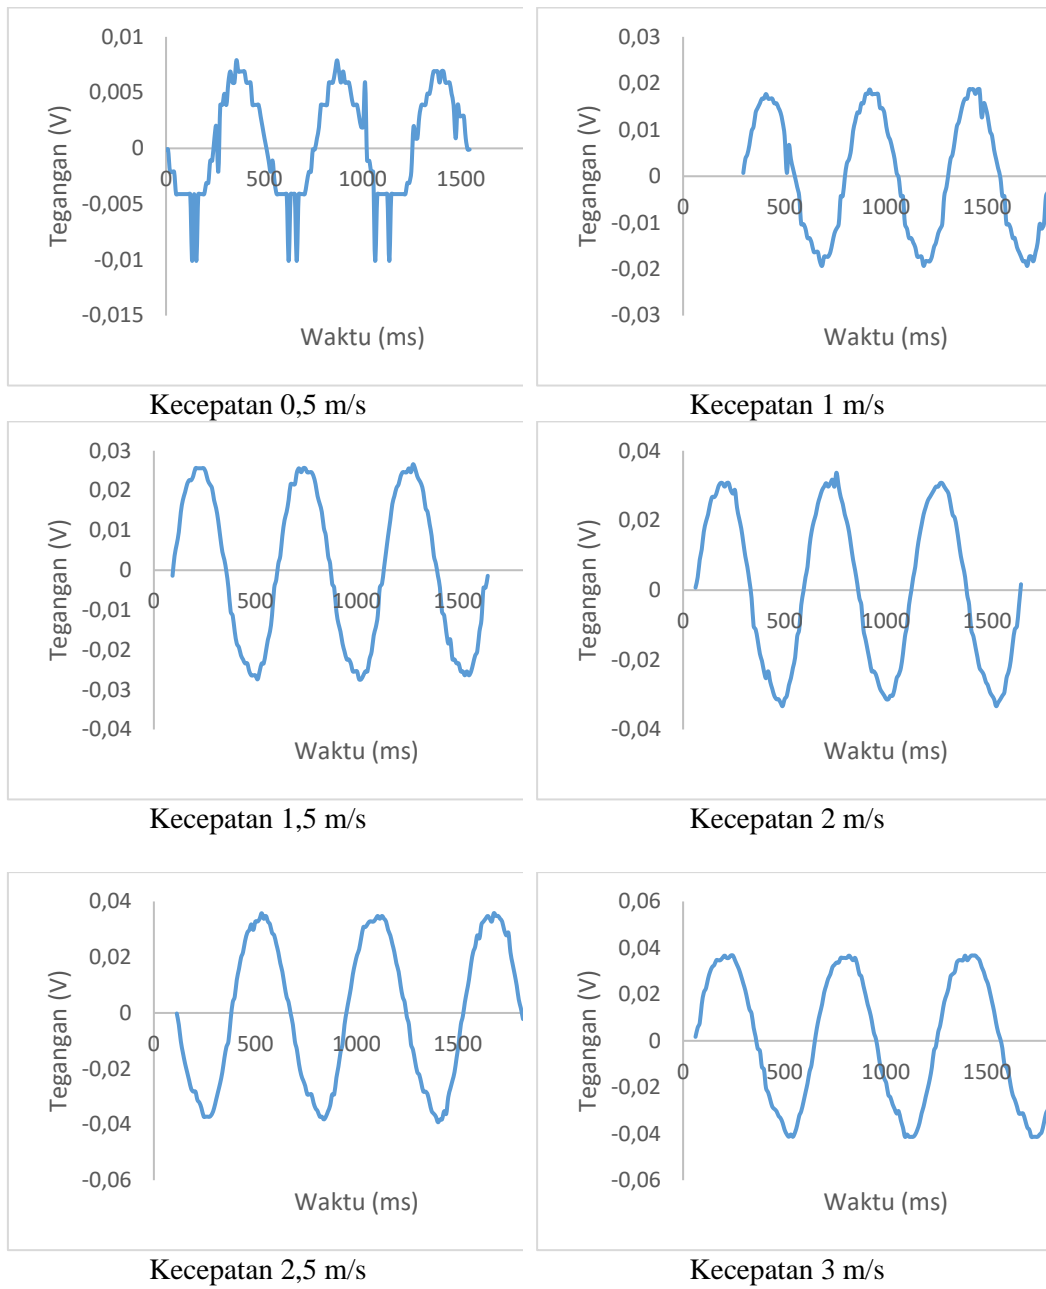 0,01
0,005
0
-0,005
-0,01
-0,015
0 500 1000 1500
Tegangan (V)
Waktu (ms)
Kecepatan 0,5 m/s
0,03
0,02
0,01
0
-0,01
-0,02
-0,03
0 500 1000 1500
Tegangan (V)
Waktu (ms)
Kecepatan 1 m/s
0,03
0,02
0,01
0
-0,01
-0,02
-0,03
-0,04
0 500 1000 1500
Tegangan (V)
Waktu (ms)
Kecepatan 1,5 m/s
0,04
0,02
0
-0,02
-0,04
0 500 1000 1500
Tegangan (V)
Waktu (ms)
Kecepatan 2 m/s
0,04
0,02
0
-0,02
-0,04
-0,06
0 500 1000 1500
Tegangan (V)
Waktu (ms)
Kecepatan 2,5 m/s
0,06
0,04
0,02
0
-0,02
-0,04
-0,06
0 500 1000 1500
Tegangan (V)
Waktu (ms)
Kecepatan 3 m/s